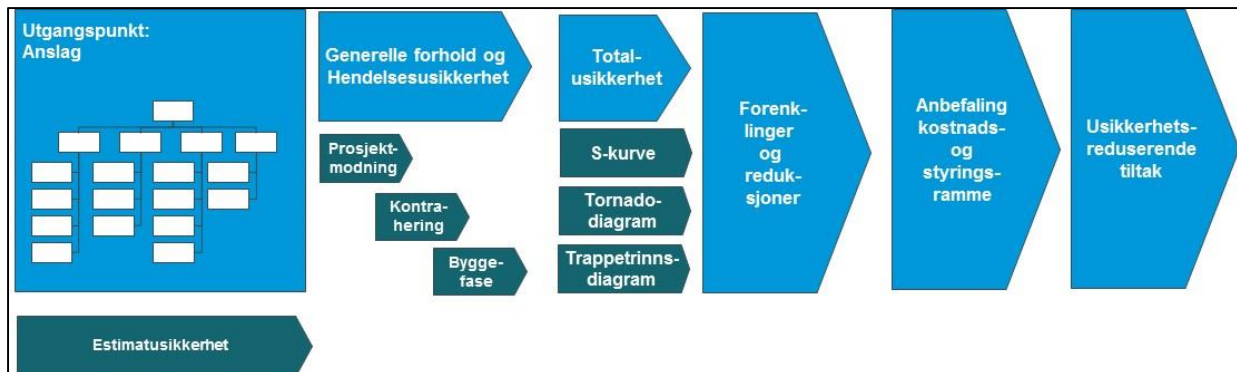 Utgangspunkt:
Anslag
Estimatusikkerhet
Generelle forhold og
Hendelsesusikkerhet
Prosjekt-
modning
Kontra-
hering
Bygge-
fase
Total-
usikkerhet
S-kurve
Tornado-
diagram
Trappetrinns-
diagram
Forenk-
linger
og
reduk-
sjoner
Anbefaling
kostnads-
og
styrings-
ramme
Usikkerhets-
reduserende
tiltak